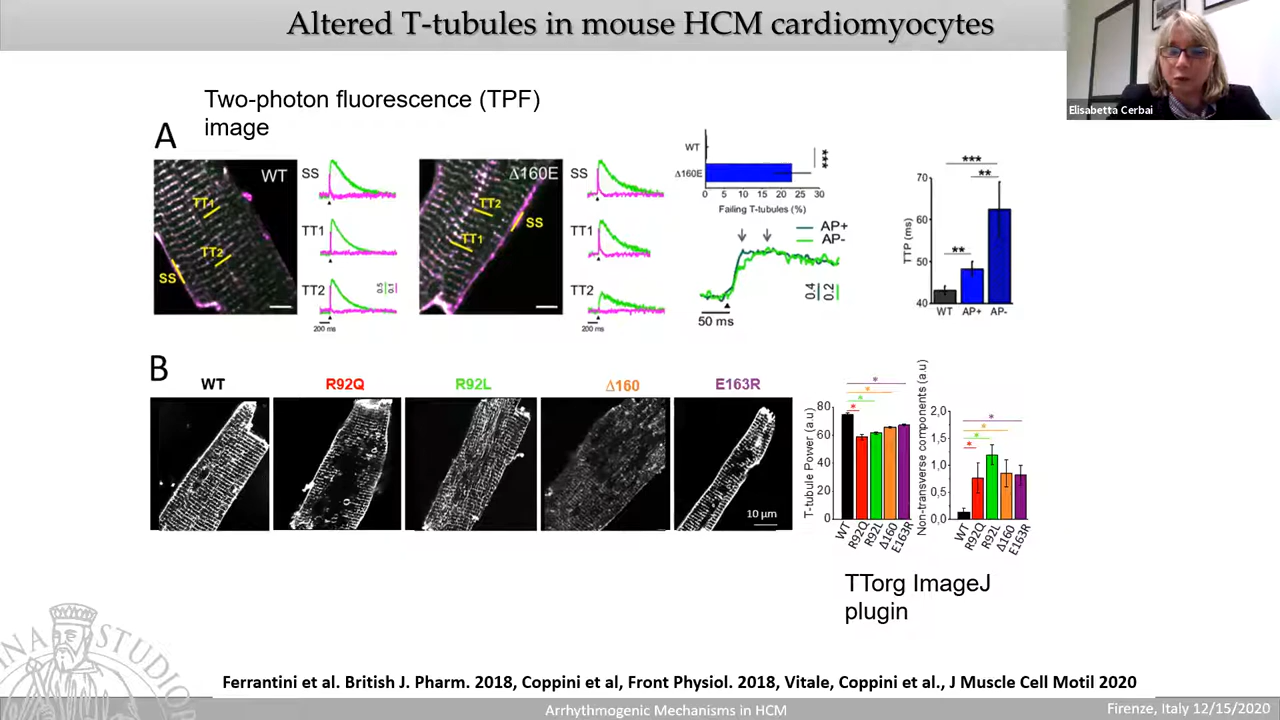 Altered T-tubules in mouse HCM cardiomyocytes
Elisabetta Cerbai
Two-photon fluorescence (TPF)
image
A
WT
TT1
TT2
SS
SS
TT1
TT2
0.5
0.1
200 ms
Δ160E
TT2
TT1
SS
SS
TT1
TT2
200 ms
WT
Δ160E
***
0 5 10 15 20 25 30
Failing T-tubules (%)
AP+
AP-
0.4
0.2
50 ms
TTP (ms)
70
60
50
40
***
**
**
WT AP+ AP-
B
WT
R92Q
R92L
Δ160
E163R
10 µm
T-tubule Power (a.u)
80
60
40
20
0
*
*
*
*
WT
R92Q
R92L
Δ160
E163R
Non-transverse components (a.u)
2,0
1,5
1,0
0,5
0,0
*
*
*
*
WT
R92Q
R92L
Δ160
E163R
TTorg ImageJ
plugin
NA STUDIO
Ferrantini et al. British J. Pharm. 2018, Coppini et al, Front Physiol. 2018, Vitale, Coppini et al., J Muscle Cell Motil 2020
Arrhythmogenic Mechanisms in HCM
Firenze, Italy 12/15/2020